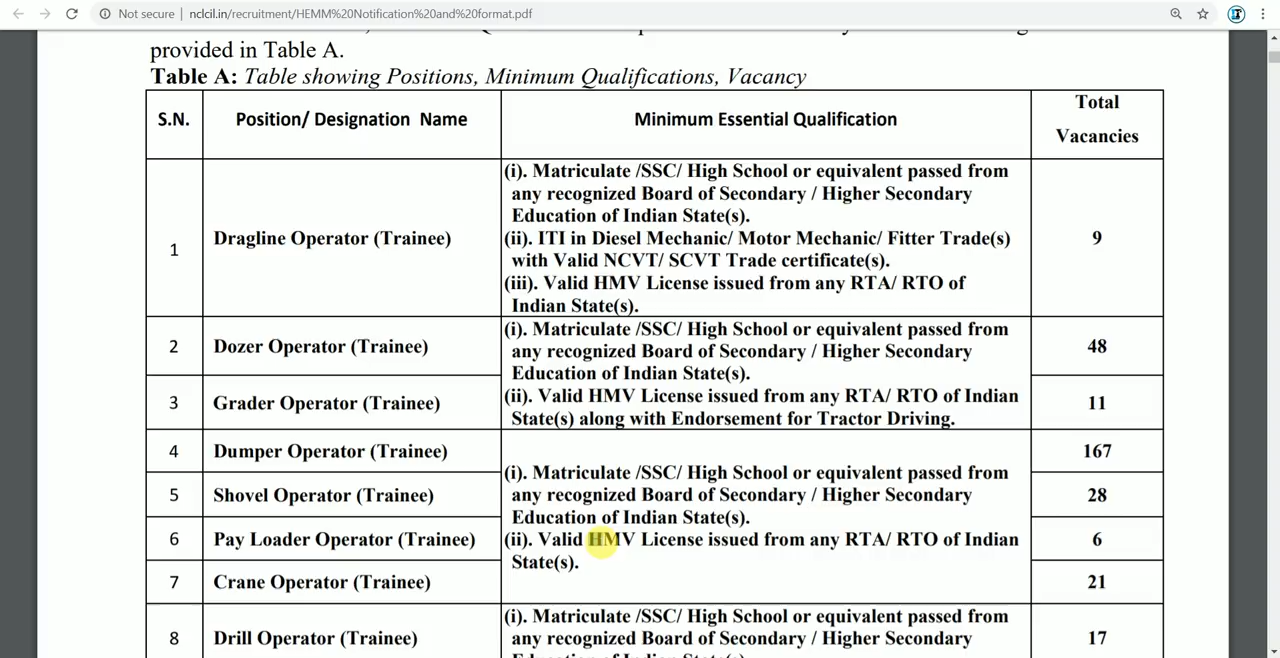 Not secure | nclcil.in/recruitment/HEMM%20Notification%20and%20format.pdf
provided in Table A.
Table A: Table showing Positions, Minimum Qualifications, Vacancy
S.N.
Position/ Designation Name
Minimum Essential Qualification
Total
Vacancies
1
Dragline Operator (Trainee)
(i). Matriculate /SSC/ High School or equivalent passed from
any recognized Board of Secondary / Higher Secondary
Education of Indian State(s).
(ii). ITI in Diesel Mechanic/ Motor Mechanic/ Fitter Trade(s)
with Valid NCVT/ SCVT Trade certificate(s).
(iii). Valid HMV License issued from any RTA/ RTO of
Indian State(s).
9
2
Dozer Operator (Trainee)
(i). Matriculate /SSC/ High School or equivalent passed from
any recognized Board of Secondary / Higher Secondary
Education of Indian State(s).
(ii). Valid HMV License issued from any RTA/ RTO of Indian
State(s) along with Endorsement for Tractor Driving.
48
3
Grader Operator (Trainee)
11
4
Dumper Operator (Trainee)
167
(i). Matriculate /SSC/ High School or equivalent passed from
any recognized Board of Secondary / Higher Secondary
Education of Indian State(s).
(ii). Valid HMV License issued from any RTA/ RTO of Indian
State(s).
5
Shovel Operator (Trainee)
28
6
Pay Loader Operator (Trainee)
6
7
Crane Operator (Trainee)
21
8
Drill Operator (Trainee)
(i). Matriculate /SSC/ High School or equivalent passed from
any recognized Board of Secondary / Higher Secondary
17